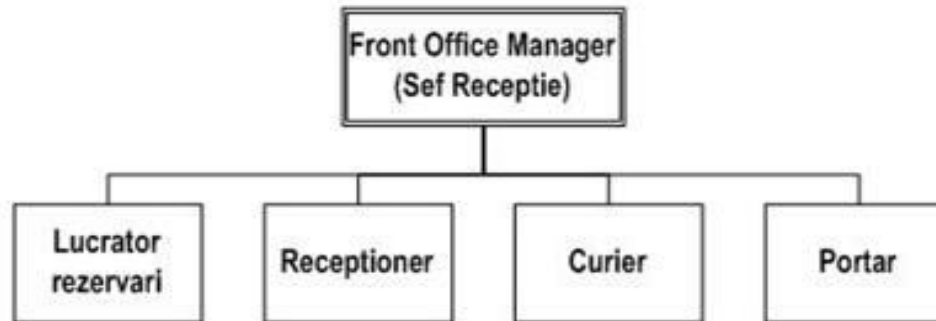 Front Office Manager
(Sef Receptie)
Lucrator
rezervari
Receptioner
Curier
Portar